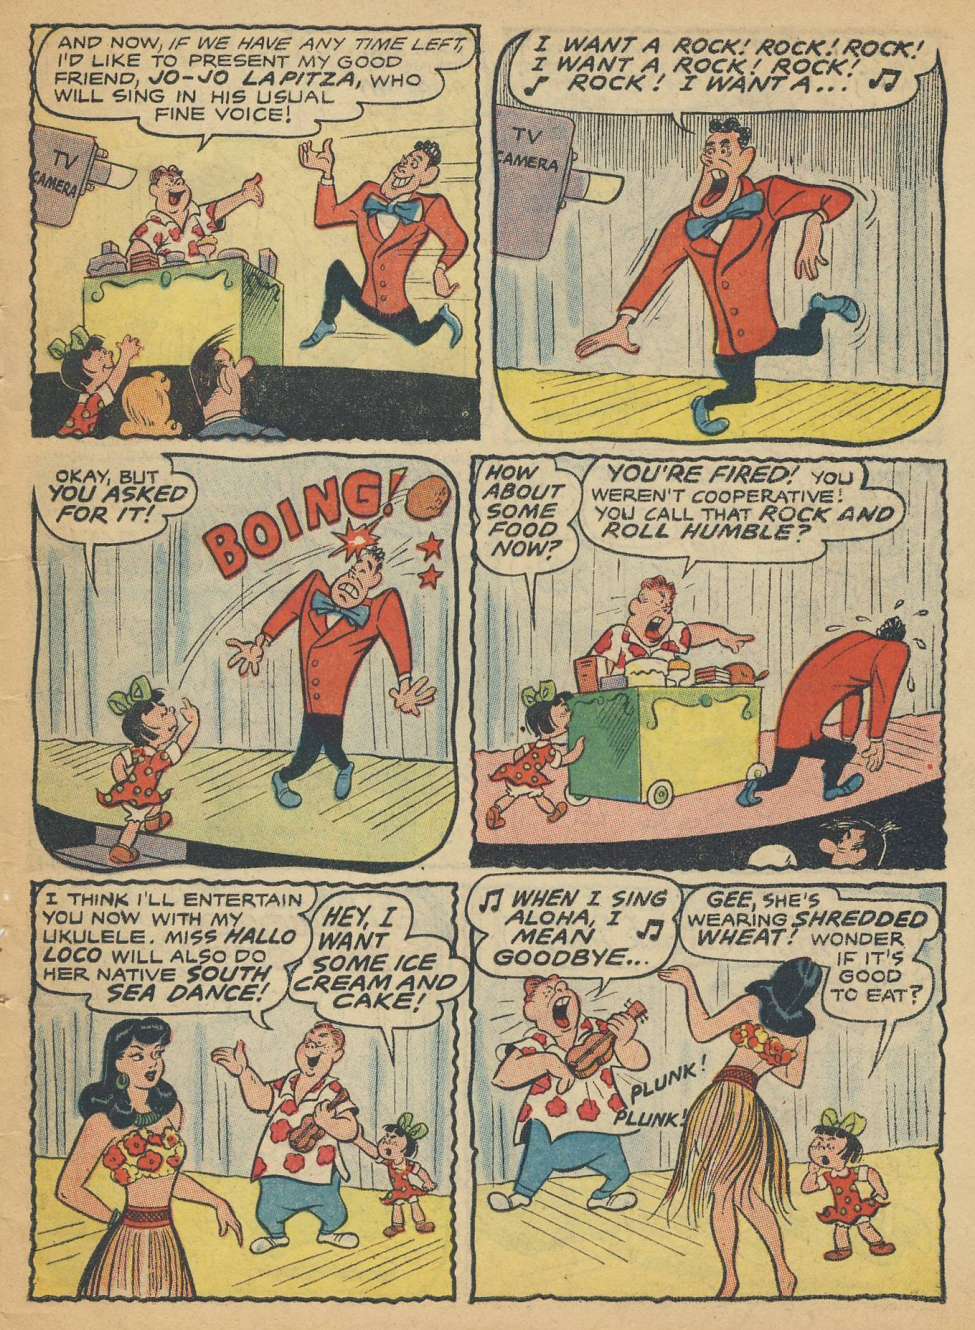 AND NOW, IF WE HAVE ANY TIME LEFT,
I'D LIKE TO PRESENT MY GOOD
FRIEND, JO-JO LAPITZA, WHO
WILL SING IN HIS USUAL
FINE VOICE!
TV
CAMERA
I WANT A ROCK! ROCK! ROCK!
I WANT A ROCK! ROCK!
ROCK! I WANT A...
TV
CAMERA
OKAY, BUT
YOU ASKED
FOR IT!
BOING!
HOW
ABOUT
SOME
FOOD
NOW?
YOU'RE FIRED! YOU
WEREN'T COOPERATIVE!
YOU CALL THAT ROCK AND
ROLL HUMBLE?
I THINK I'LL ENTERTAIN
YOU NOW WITH MY
UKULELE. MISS HALLO
LOCO WILL ALSO DO
HER NATIVE SOUTH
SEA DANCE!
HEY, I
WANT
SOME ICE
CREAM AND
CAKE!
WHEN I SING
ALOHA, I
MEAN
GOODBYE...
PLUNK!
PLUNK!
GEE, SHE'S
WEARING SHREDDED
WHEAT! WONDER
IF IT'S
GOOD
TO EAT?